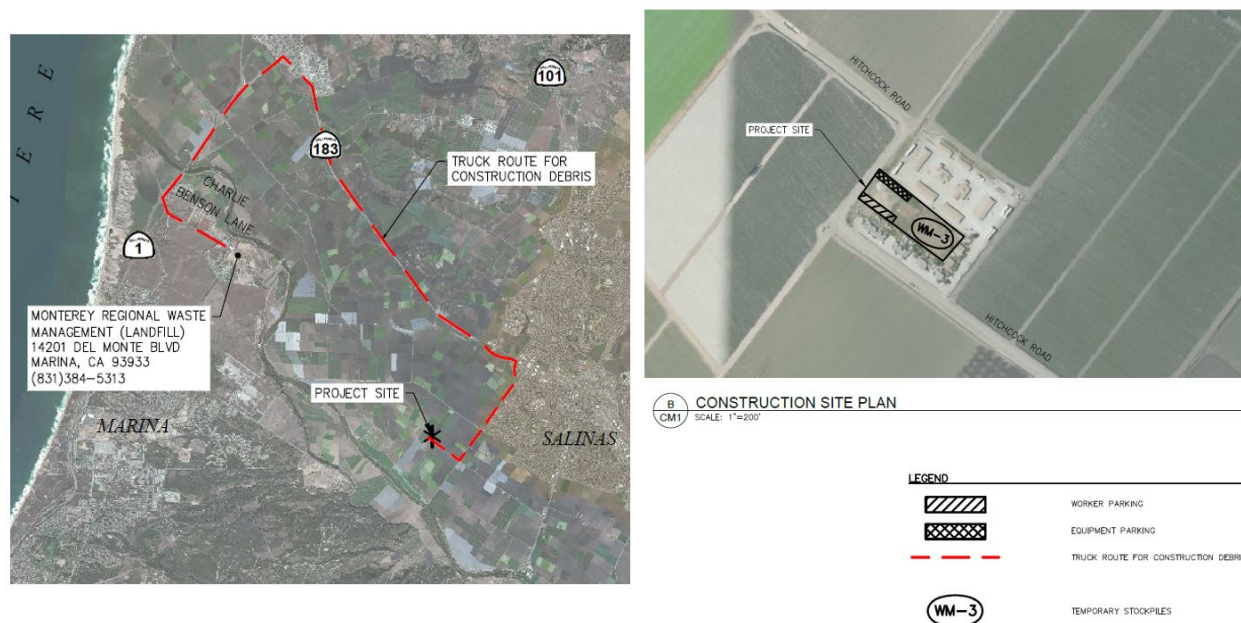 I E R E
CALIFORNIA
101
CALIFORNIA
183
TRUCK ROUTE FOR
CONSTRUCTION DEBRIS
CHARLIE
BENSON LANE
CALIFORNIA
1
MONTEREY REGIONAL WASTE
MANAGEMENT (LANDFILL)
14201 DEL MONTE BLVD
MARINA, CA 93933
(831)384-5313
PROJECT SITE
MARINA
SALINAS
HITCHCOCK ROAD
PROJECT SITE
WM-3
HITCHCOCK ROAD
B
CM1
CONSTRUCTION SITE PLAN
SCALE: 1"=200'
LEGEND
WORKER PARKING
EQUIPMENT PARKING
TRUCK ROUTE FOR CONSTRUCTION DEBRI
WM-3
TEMPORARY STOCKPILES